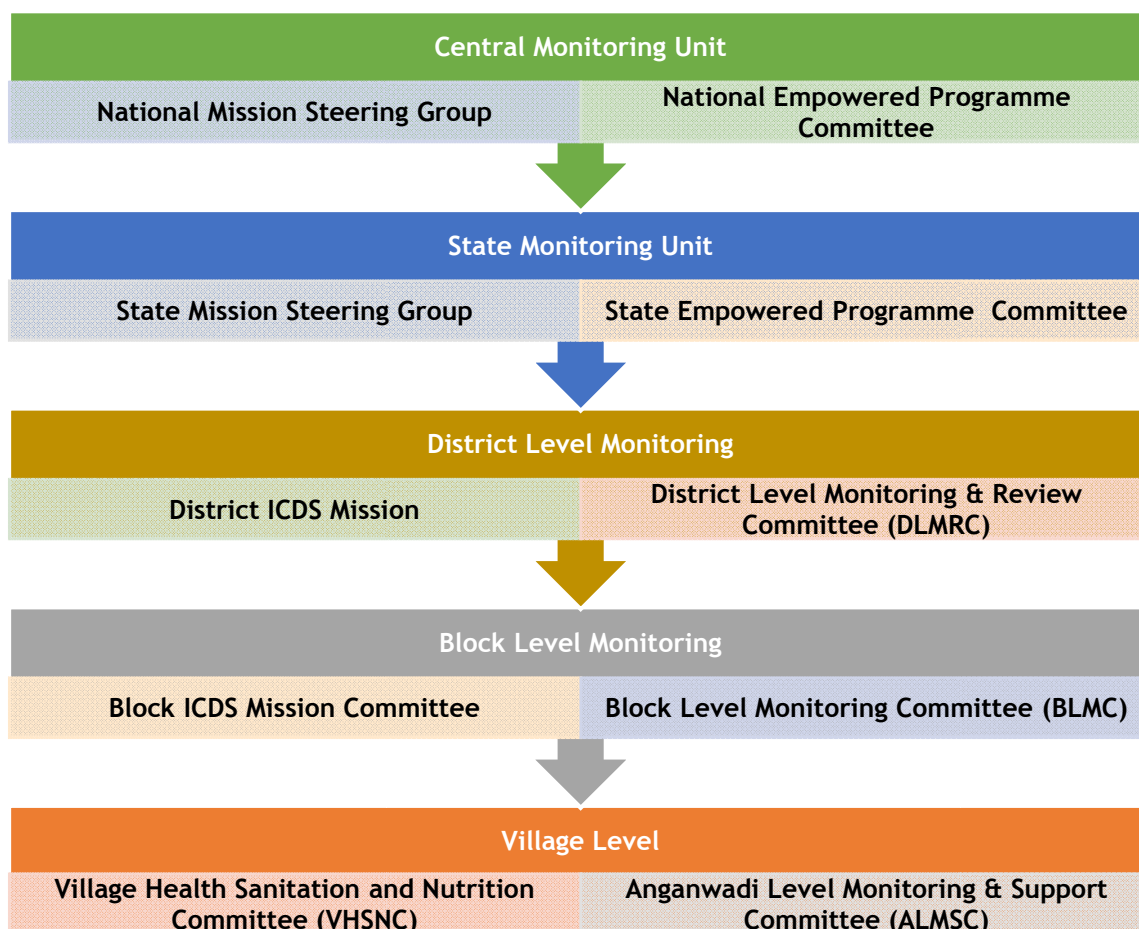 Central Monitoring Unit
National Mission Steering Group
National Empowered Programme
Committee
State Monitoring Unit
State Mission Steering Group
State Empowered Programme  Committee
District Level Monitoring
District ICDS Mission
District Level Monitoring & Review
Committee (DLMRC)
Block Level Monitoring
Block ICDS Mission Committee
Block Level Monitoring Committee (BLMC)
Village Level
Village Health Sanitation and Nutrition
Committee (VHSNC)
Anganwadi Level Monitoring & Support
Committee (ALMSC)